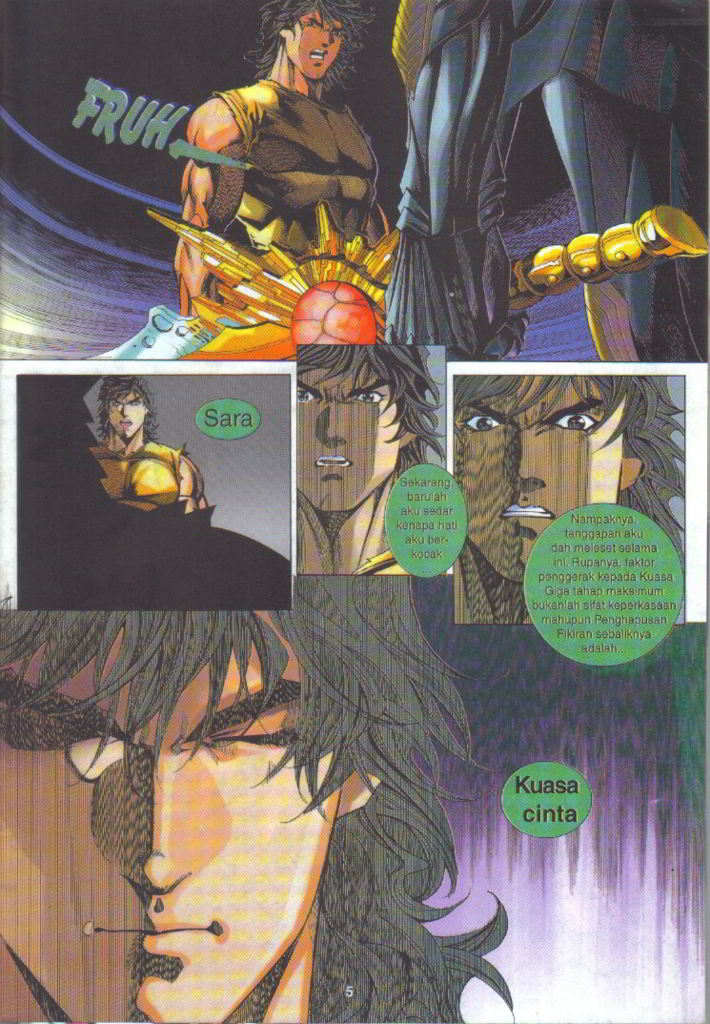 FRUH...
Sara
Sekarang
barulah
aku sedar
kenapa hati
aku ber-
kocak
...
Nampaknya,
tanggapan aku
dah meleset selama
ini. Rupanya, faktor
penggerak kepada Kuasa
Giga tahap maksimum
bukanlah sifat keperkasaan
mahupun Penghapusan
Fikiran sebaliknya
adalah...
Kuasa
cinta
5